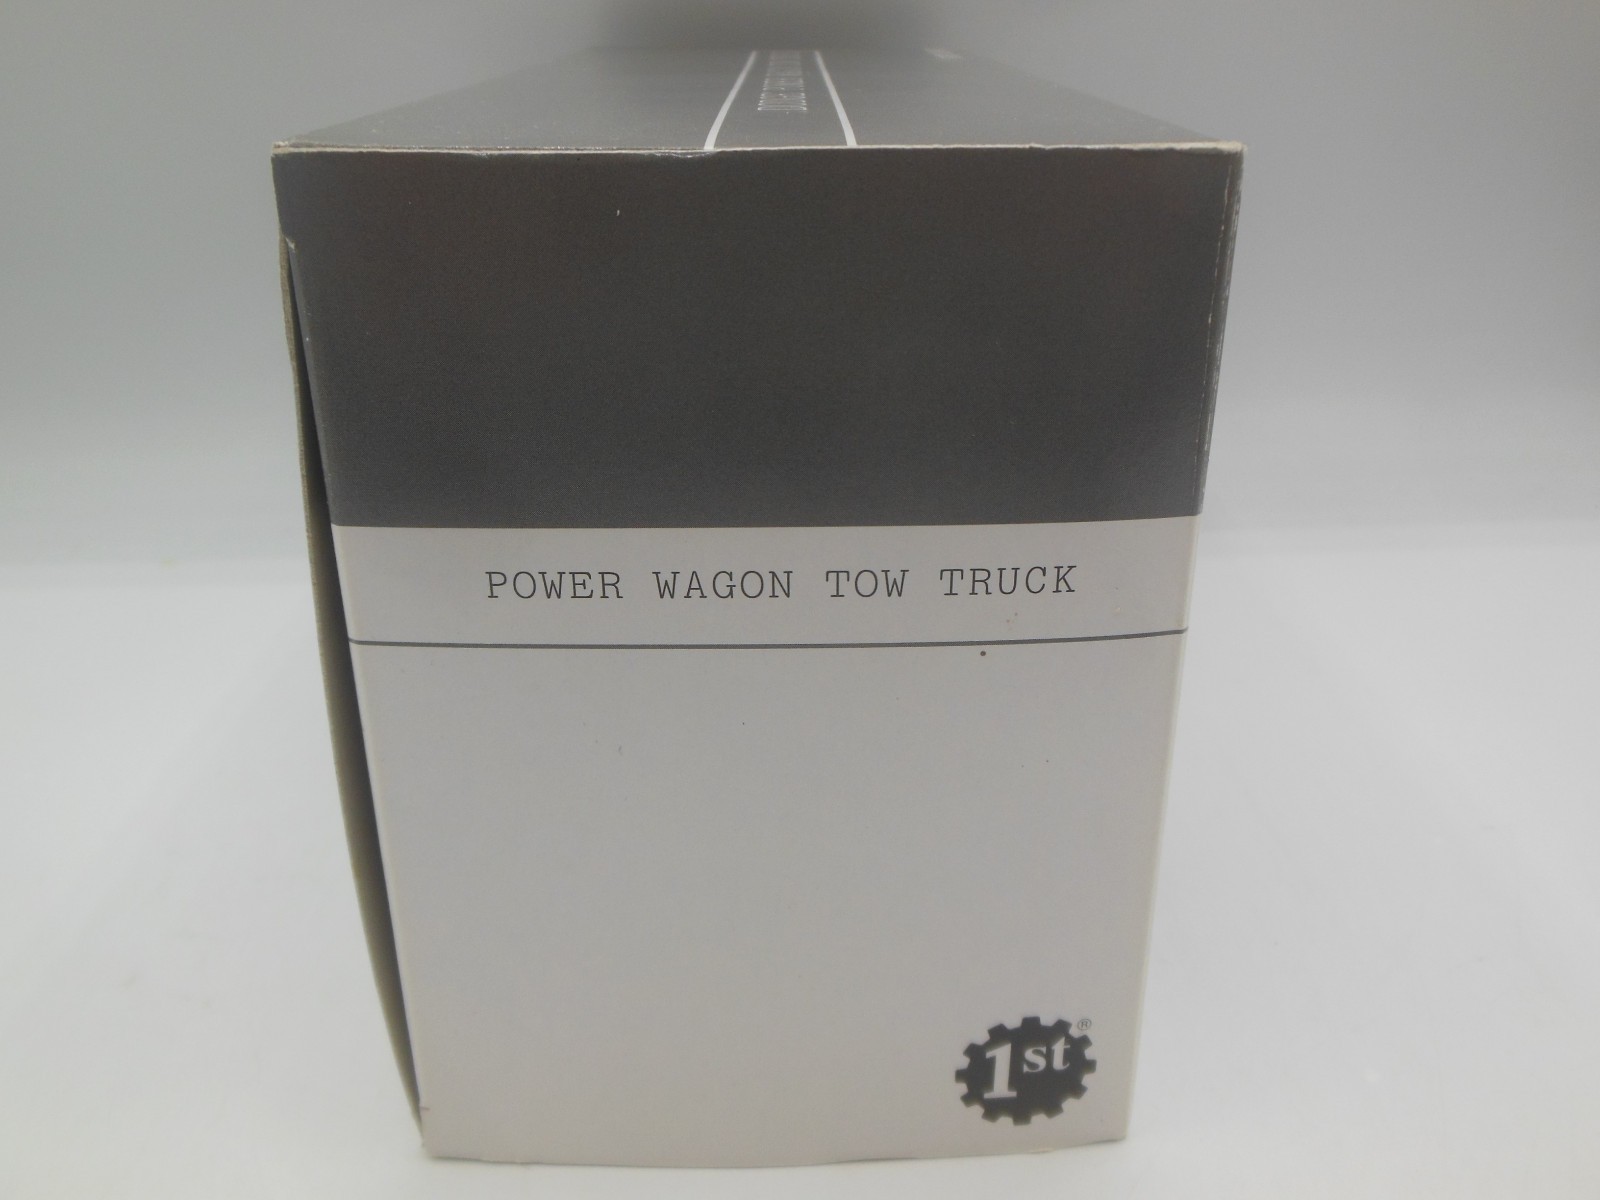 POWER WAGON TOW TRUCK
1st ®